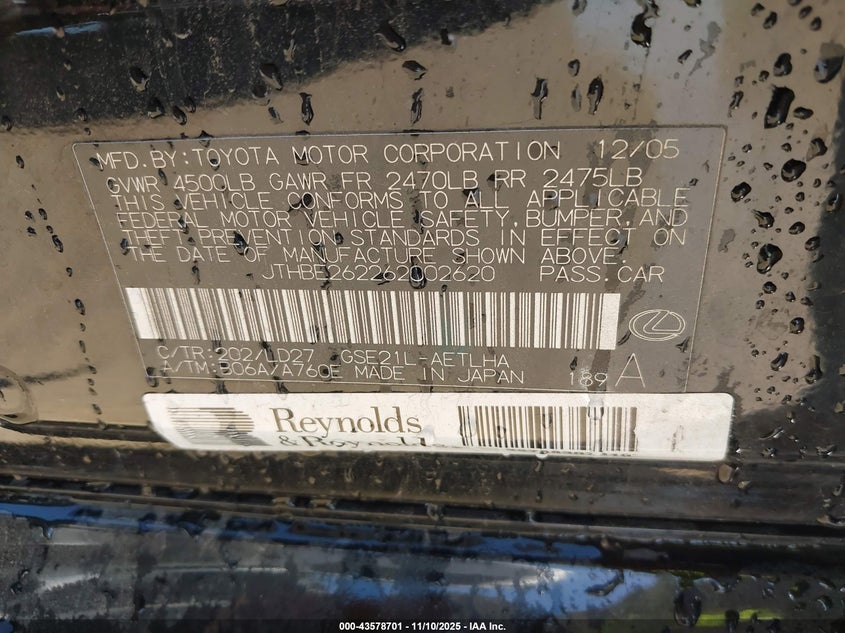 MFD.BY:TOYOTA MOTOR CORPORATION 12/05
GVWR 4500LB GAWR FR 2470LB RR 2475LB
THIS VEHICLE CONFORMS TO ALL APPLICABLE
FEDERAL MOTOR VEHICLE SAFETY, BUMPER, AND
THEFT PREVENTION STANDARDS IN EFFECT ON
THE DATE OF MANUFACTURE SHOWN ABOVE.
PASS.CAR
C/TR:202/LD27 GSE21L-AETLHA
A/TM:B06A/A760E MADE IN JAPAN 189 A
Reynolds
& Reynolds
000-43578701 — 11/10/2025 - IAA Inc.